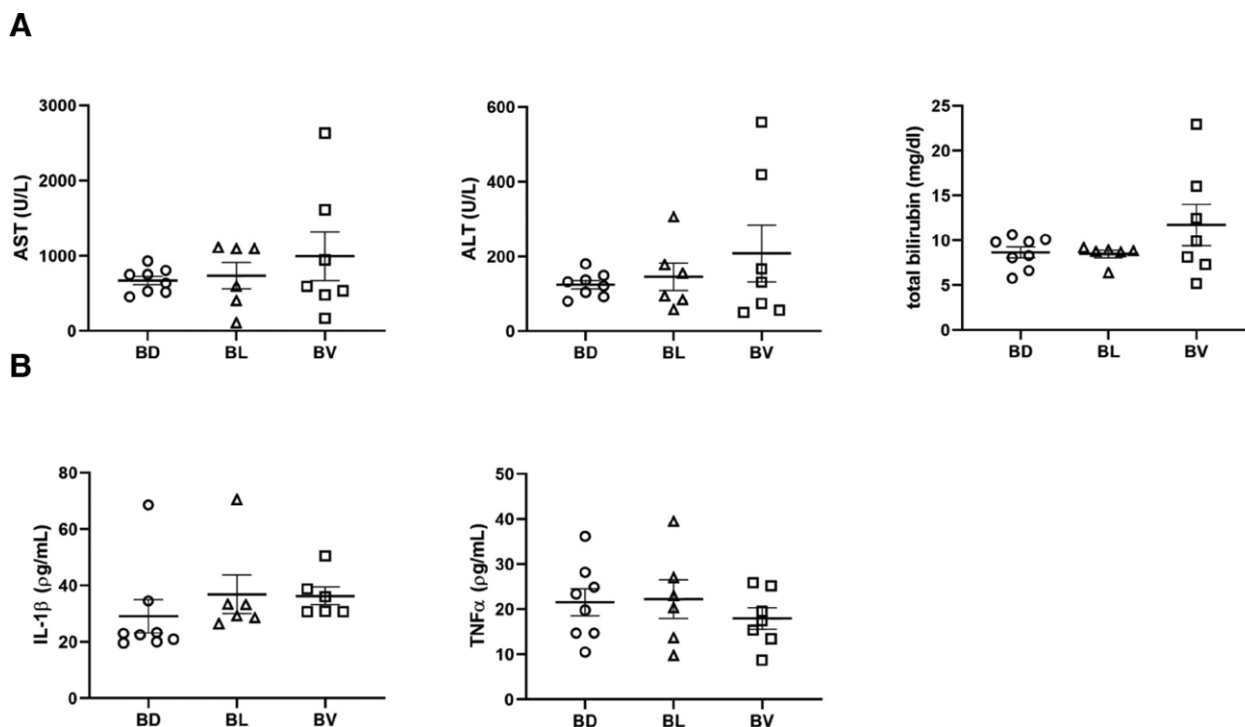 A
AST (U/L)
3000
2000
1000
0
BD BL BV
ALT (U/L)
600
400
200
0
BD BL BV
total bilirubin (mg/dl)
25
20
15
10
5
0
BD BL BV
B
IL-1β (ρg/mL)
80
60
40
20
0
BD BL BV
TNFα (ρg/mL)
50
40
30
20
10
0
BD BL BV